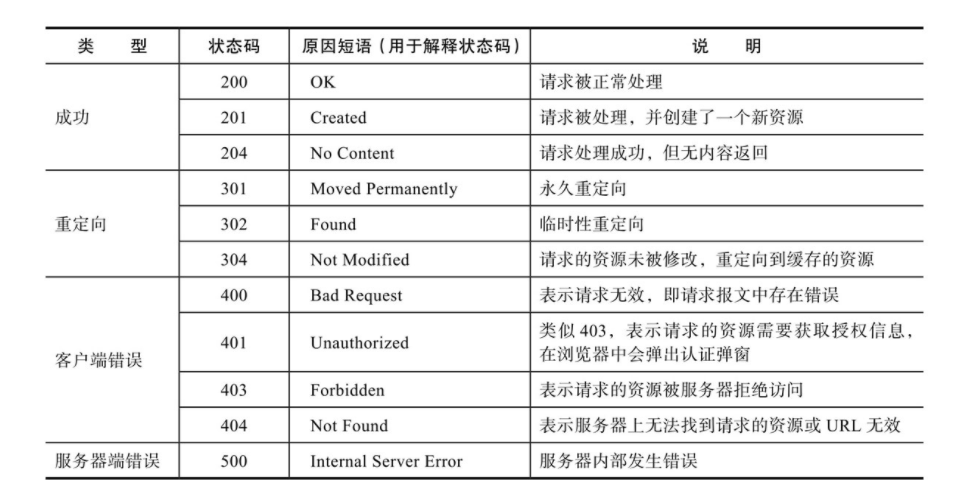 类 型 状态码 原因短语（用于解释状态码） 说 明
成功 200 OK 请求被正常处理
201 Created 请求被处理，并创建了一个新资源
204 No Content 请求处理成功，但无内容返回
重定向 301 Moved Permanently 永久重定向
302 Found 临时性重定向
304 Not Modified 请求的资源未被修改，重定向到缓存的资源
客户端错误 400 Bad Request 表示请求无效，即请求报文中存在错误
401 Unauthorized 类似 403，表示请求的资源需要获取授权信息，
在浏览器中会弹出认证弹窗
403 Forbidden 表示请求的资源被服务器拒绝访问
404 Not Found 表示服务器上无法找到请求的资源或 URL 无效
服务器端错误 500 Internal Server Error 服务器内部发生错误